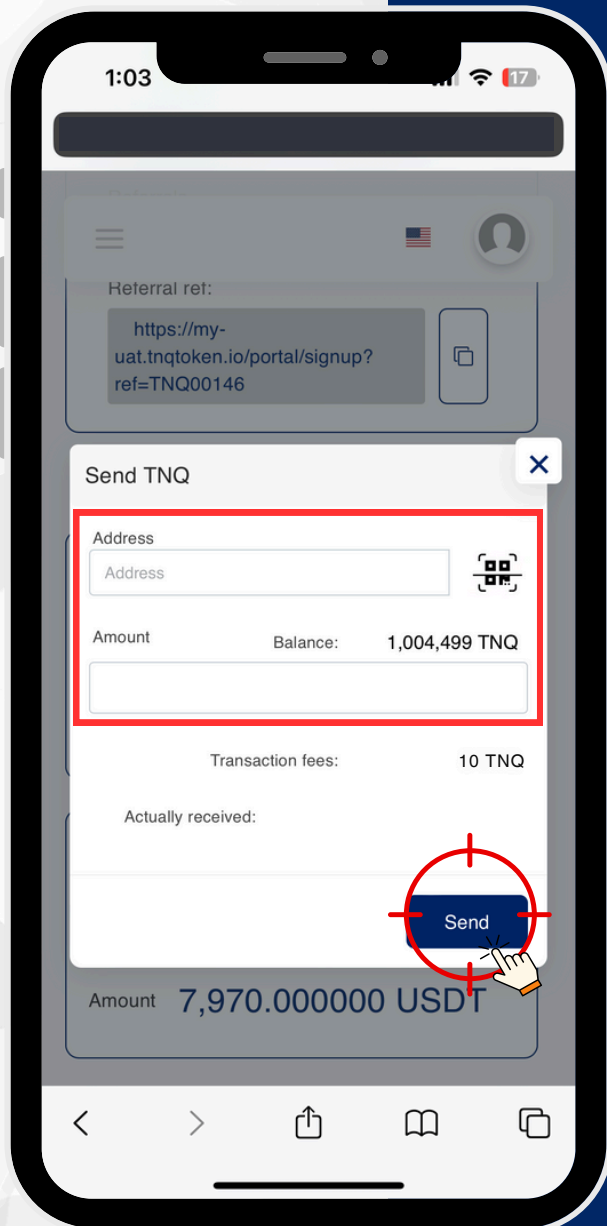 1:03
17
Referral ref:
https://my-
uat.tnqtoken.io/portal/signup?
ref=TNQ00146
Send TNQ
Address
Address
Amount Balance: 1,004,499 TNQ
Transaction fees: 10 TNQ
Actually received:
Send
Amount 7,970.000000 USDT